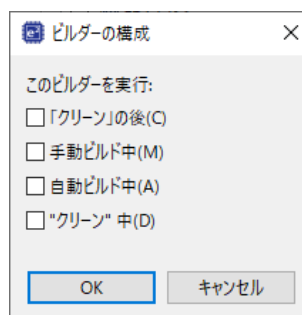 ビルダーの構成
このビルダーを実行:
「クリーン」の後(C)
手動ビルド中(M)
自動ビルド中(A)
"クリーン" 中(D)
OK
キャンセル